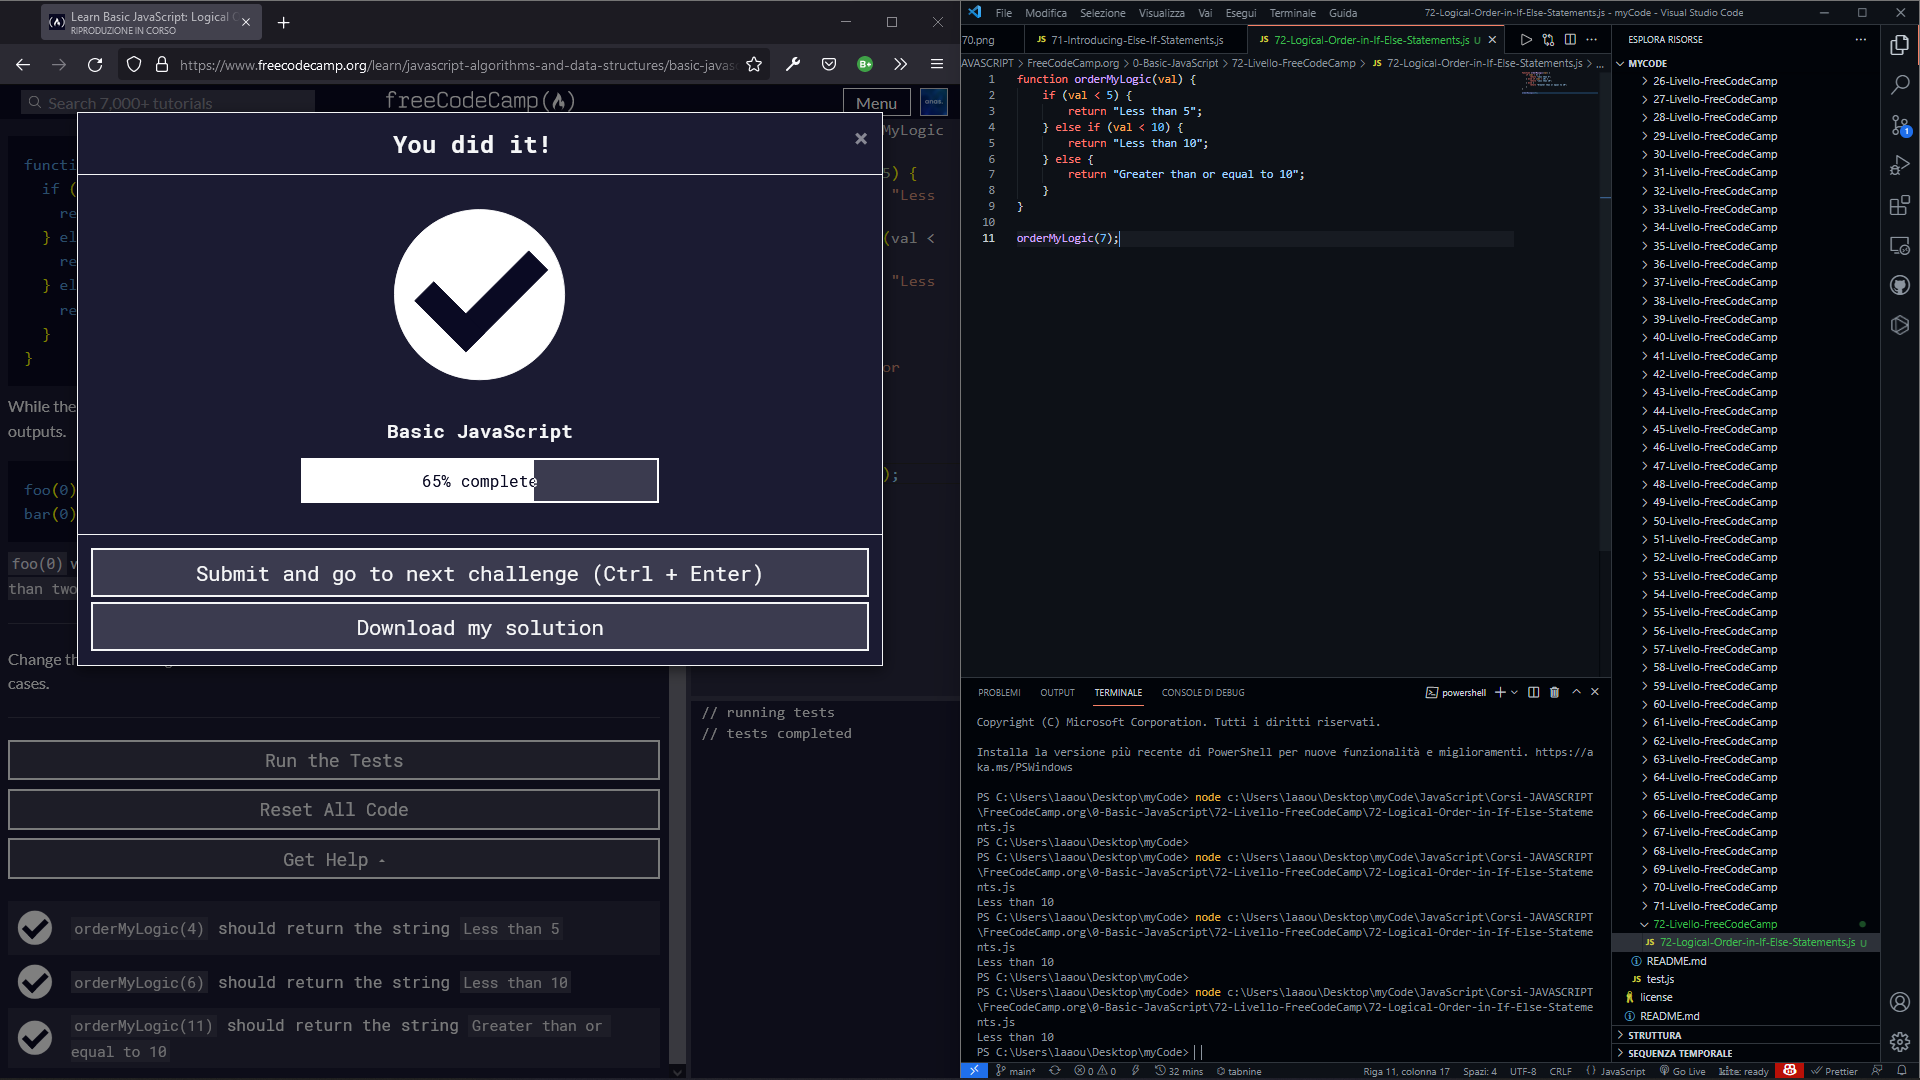 Learn Basic JavaScript: Logical
RIPRODUZIONE IN CORSO
https://www.freecodecamp.org/learn/javascript-algorithms-and-data-structures/basic-javas
Search 7,000+ tutorials
freeCodeCamp
Menu
You did it!
Basic JavaScript
65% complete
Submit and go to next challenge (Ctrl + Enter)
Download my solution
functi
if (
re
} el
re
} el
re
}
}
While the
outputs.
foo(0)
bar(0)
foo(0) w
than two
Change th
cases.
Run the Tests
Reset All Code
Get Help
orderMyLogic(4) should return the string Less than 5
orderMyLogic(6) should return the string Less than 10
orderMyLogic(11) should return the string Greater than or
equal to 10
MyLogic
5) {
"Less
(val <
"Less
or
);
// running tests
// tests completed
File Modifica Selezione Visualizza Vai Esegui Terminale Guida
72-Logical-Order-in-If-Else-Statements.js - myCode - Visual Studio Code
70.png
JS 71-Introducing-Else-If-Statements.js
JS 72-Logical-Order-in-If-Else-Statements.js U
AVASCRIPT > FreeCodeCamp.org > 0-Basic-JavaScript > 72-Livello-FreeCodeCamp > JS 72-Logical-Order-in-If-Else-Statements.js > ...
1 function orderMyLogic(val) {
2 if (val < 5) {
3 return "Less than 5";
4 } else if (val < 10) {
5 return "Less than 10";
6 } else {
7 return "Greater than or equal to 10";
8 }
9 }
10
11 orderMyLogic(7);
PROBLEMI OUTPUT TERMINALE CONSOLE DI DEBUG
powershell
Copyright (C) Microsoft Corporation. Tutti i diritti riservati.
Installa la versione più recente di PowerShell per nuove funzionalità e miglioramenti. https://a
ka.ms/PSWindows
PS C:\Users\laaou\Desktop\myCode> node c:\Users\laaou\Desktop\myCode\JavaScript\Corsi-JAVASCRIPT
\FreeCodeCamp.org\0-Basic-JavaScript\72-Livello-FreeCodeCamp\72-Logical-Order-in-If-Else-Stateme
nts.js
PS C:\Users\laaou\Desktop\myCode>
PS C:\Users\laaou\Desktop\myCode> node c:\Users\laaou\Desktop\myCode\JavaScript\Corsi-JAVASCRIPT
\FreeCodeCamp.org\0-Basic-JavaScript\72-Livello-FreeCodeCamp\72-Logical-Order-in-If-Else-Stateme
nts.js
Less than 10
PS C:\Users\laaou\Desktop\myCode> node c:\Users\laaou\Desktop\myCode\JavaScript\Corsi-JAVASCRIPT
\FreeCodeCamp.org\0-Basic-JavaScript\72-Livello-FreeCodeCamp\72-Logical-Order-in-If-Else-Stateme
nts.js
Less than 10
PS C:\Users\laaou\Desktop\myCode>
PS C:\Users\laaou\Desktop\myCode> node c:\Users\laaou\Desktop\myCode\JavaScript\Corsi-JAVASCRIPT
\FreeCodeCamp.org\0-Basic-JavaScript\72-Livello-FreeCodeCamp\72-Logical-Order-in-If-Else-Stateme
nts.js
Less than 10
PS C:\Users\laaou\Desktop\myCode>
ESPLORA RISORSE
MYCODE
26-Livello-FreeCodeCamp
27-Livello-FreeCodeCamp
28-Livello-FreeCodeCamp
29-Livello-FreeCodeCamp
30-Livello-FreeCodeCamp
31-Livello-FreeCodeCamp
32-Livello-FreeCodeCamp
33-Livello-FreeCodeCamp
34-Livello-FreeCodeCamp
35-Livello-FreeCodeCamp
36-Livello-FreeCodeCamp
37-Livello-FreeCodeCamp
38-Livello-FreeCodeCamp
39-Livello-FreeCodeCamp
40-Livello-FreeCodeCamp
41-Livello-FreeCodeCamp
42-Livello-FreeCodeCamp
43-Livello-FreeCodeCamp
44-Livello-FreeCodeCamp
45-Livello-FreeCodeCamp
46-Livello-FreeCodeCamp
47-Livello-FreeCodeCamp
48-Livello-FreeCodeCamp
49-Livello-FreeCodeCamp
50-Livello-FreeCodeCamp
51-Livello-FreeCodeCamp
52-Livello-FreeCodeCamp
53-Livello-FreeCodeCamp
54-Livello-FreeCodeCamp
55-Livello-FreeCodeCamp
56-Livello-FreeCodeCamp
57-Livello-FreeCodeCamp
58-Livello-FreeCodeCamp
59-Livello-FreeCodeCamp
60-Livello-FreeCodeCamp
61-Livello-FreeCodeCamp
62-Livello-FreeCodeCamp
63-Livello-FreeCodeCamp
64-Livello-FreeCodeCamp
65-Livello-FreeCodeCamp
66-Livello-FreeCodeCamp
67-Livello-FreeCodeCamp
68-Livello-FreeCodeCamp
69-Livello-FreeCodeCamp
70-Livello-FreeCodeCamp
71-Livello-FreeCodeCamp
72-Livello-FreeCodeCamp
JS 72-Logical-Order-in-If-Else-Statements.js U
README.md
JS test.js
license
README.md
STRUTTURA
SEQUENZA TEMPORALE
1
main* 0 0 32 mins tabnine
Riga 11, colonna 17 Spazi: 4 UTF-8 CRLF {} JavaScript Go Live kite: ready Prettier